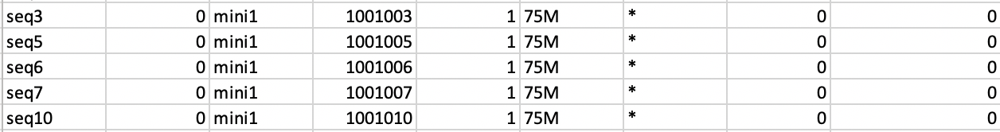 seq3 0 mini1 1001003 1 75M * 0 0
seq5 0 mini1 1001005 1 75M * 0 0
seq6 0 mini1 1001006 1 75M * 0 0
seq7 0 mini1 1001007 1 75M * 0 0
seq10 0 mini1 1001010 1 75M * 0 0